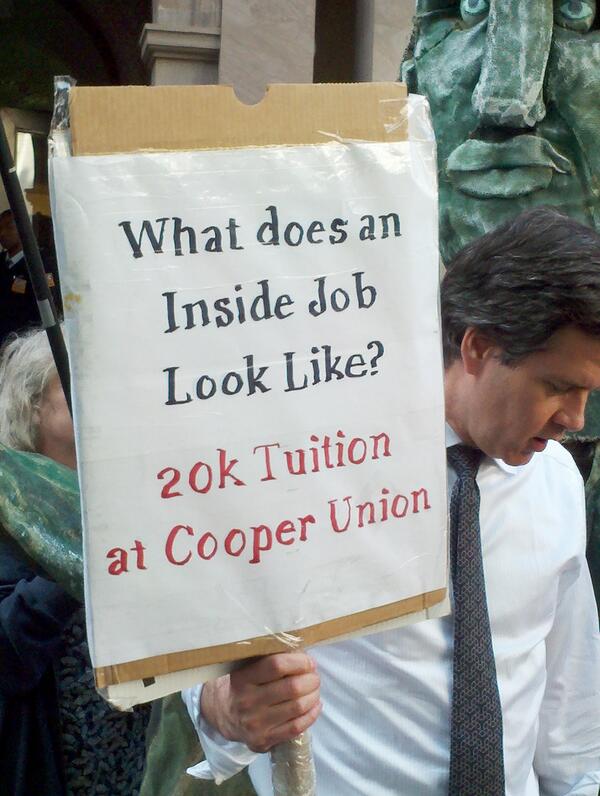 What does an
Inside Job
Look Like?
20k Tuition
at Cooper Union